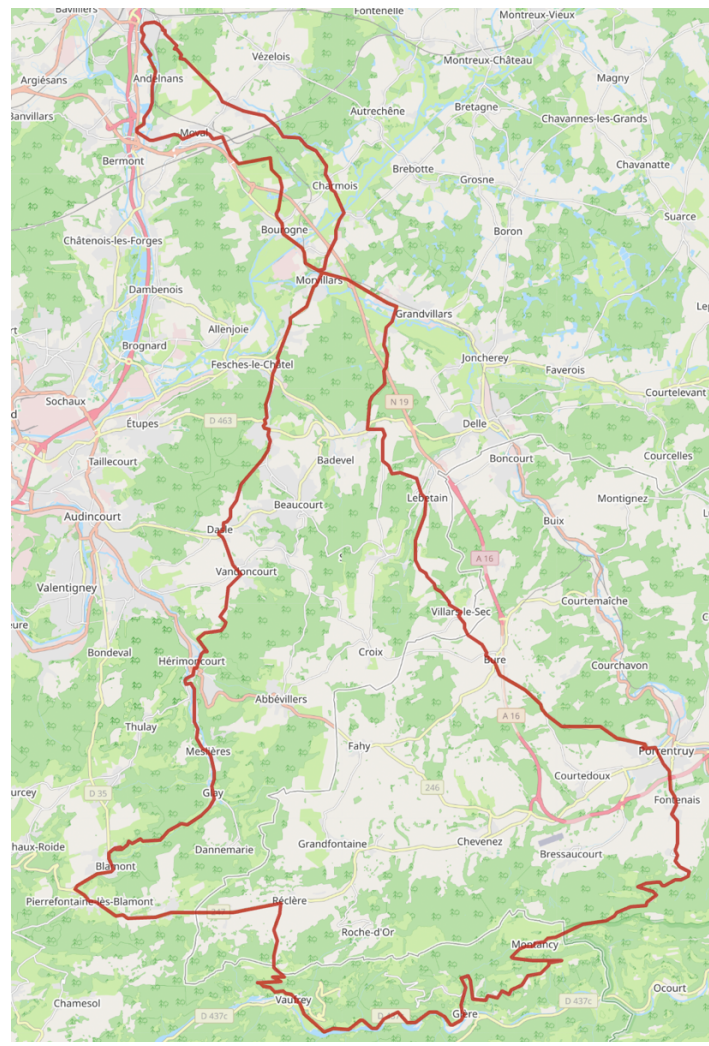 Bavilliers
Fontenelle
Montreux-Vieux
Vézelois
Montreux-Château
Argiésans
Andelnans
Magny
Autrechêne
Bretagne
Banvillars
Chavannes-les-Grands
Moval
Bermont
Brebotte
Chavanatte
Charmois
Grosne
Suarce
Bourogne
Boron
Châtenois-les-Forges
Morvillars
Dambenois
Grandvillars
Allenjoie
Brognard
Fesches-le-Châtel
Joncherey
Faverois
Courtelevant
Sochaux
N 19
Étupes
D 463
Delle
Taillecourt
Badevel
Boncourt
Courcelles
Beaucourt
Lebetain
Montignez
Audincourt
Dasle
Buix
A 16
Vandoncourt
Valentigney
Courtemaîche
Villars-le-Sec
Bondeval
Hérimoncourt
Croix
Bure
Courchavon
Abbévillers
A 16
Thulay
Meslières
Fahy
Porrentruy
Courtedoux
Glay
D 35
246
Fontenais
Chevenez
Dannemarie
Grandfontaine
Bressaucourt
Blamont
Pierrefontaine-lès-Blamont
Réclère
Roche-d'Or
Montancy
Vaufrey
Chamesol
Glère
Ocourt
D 437c
D 437c